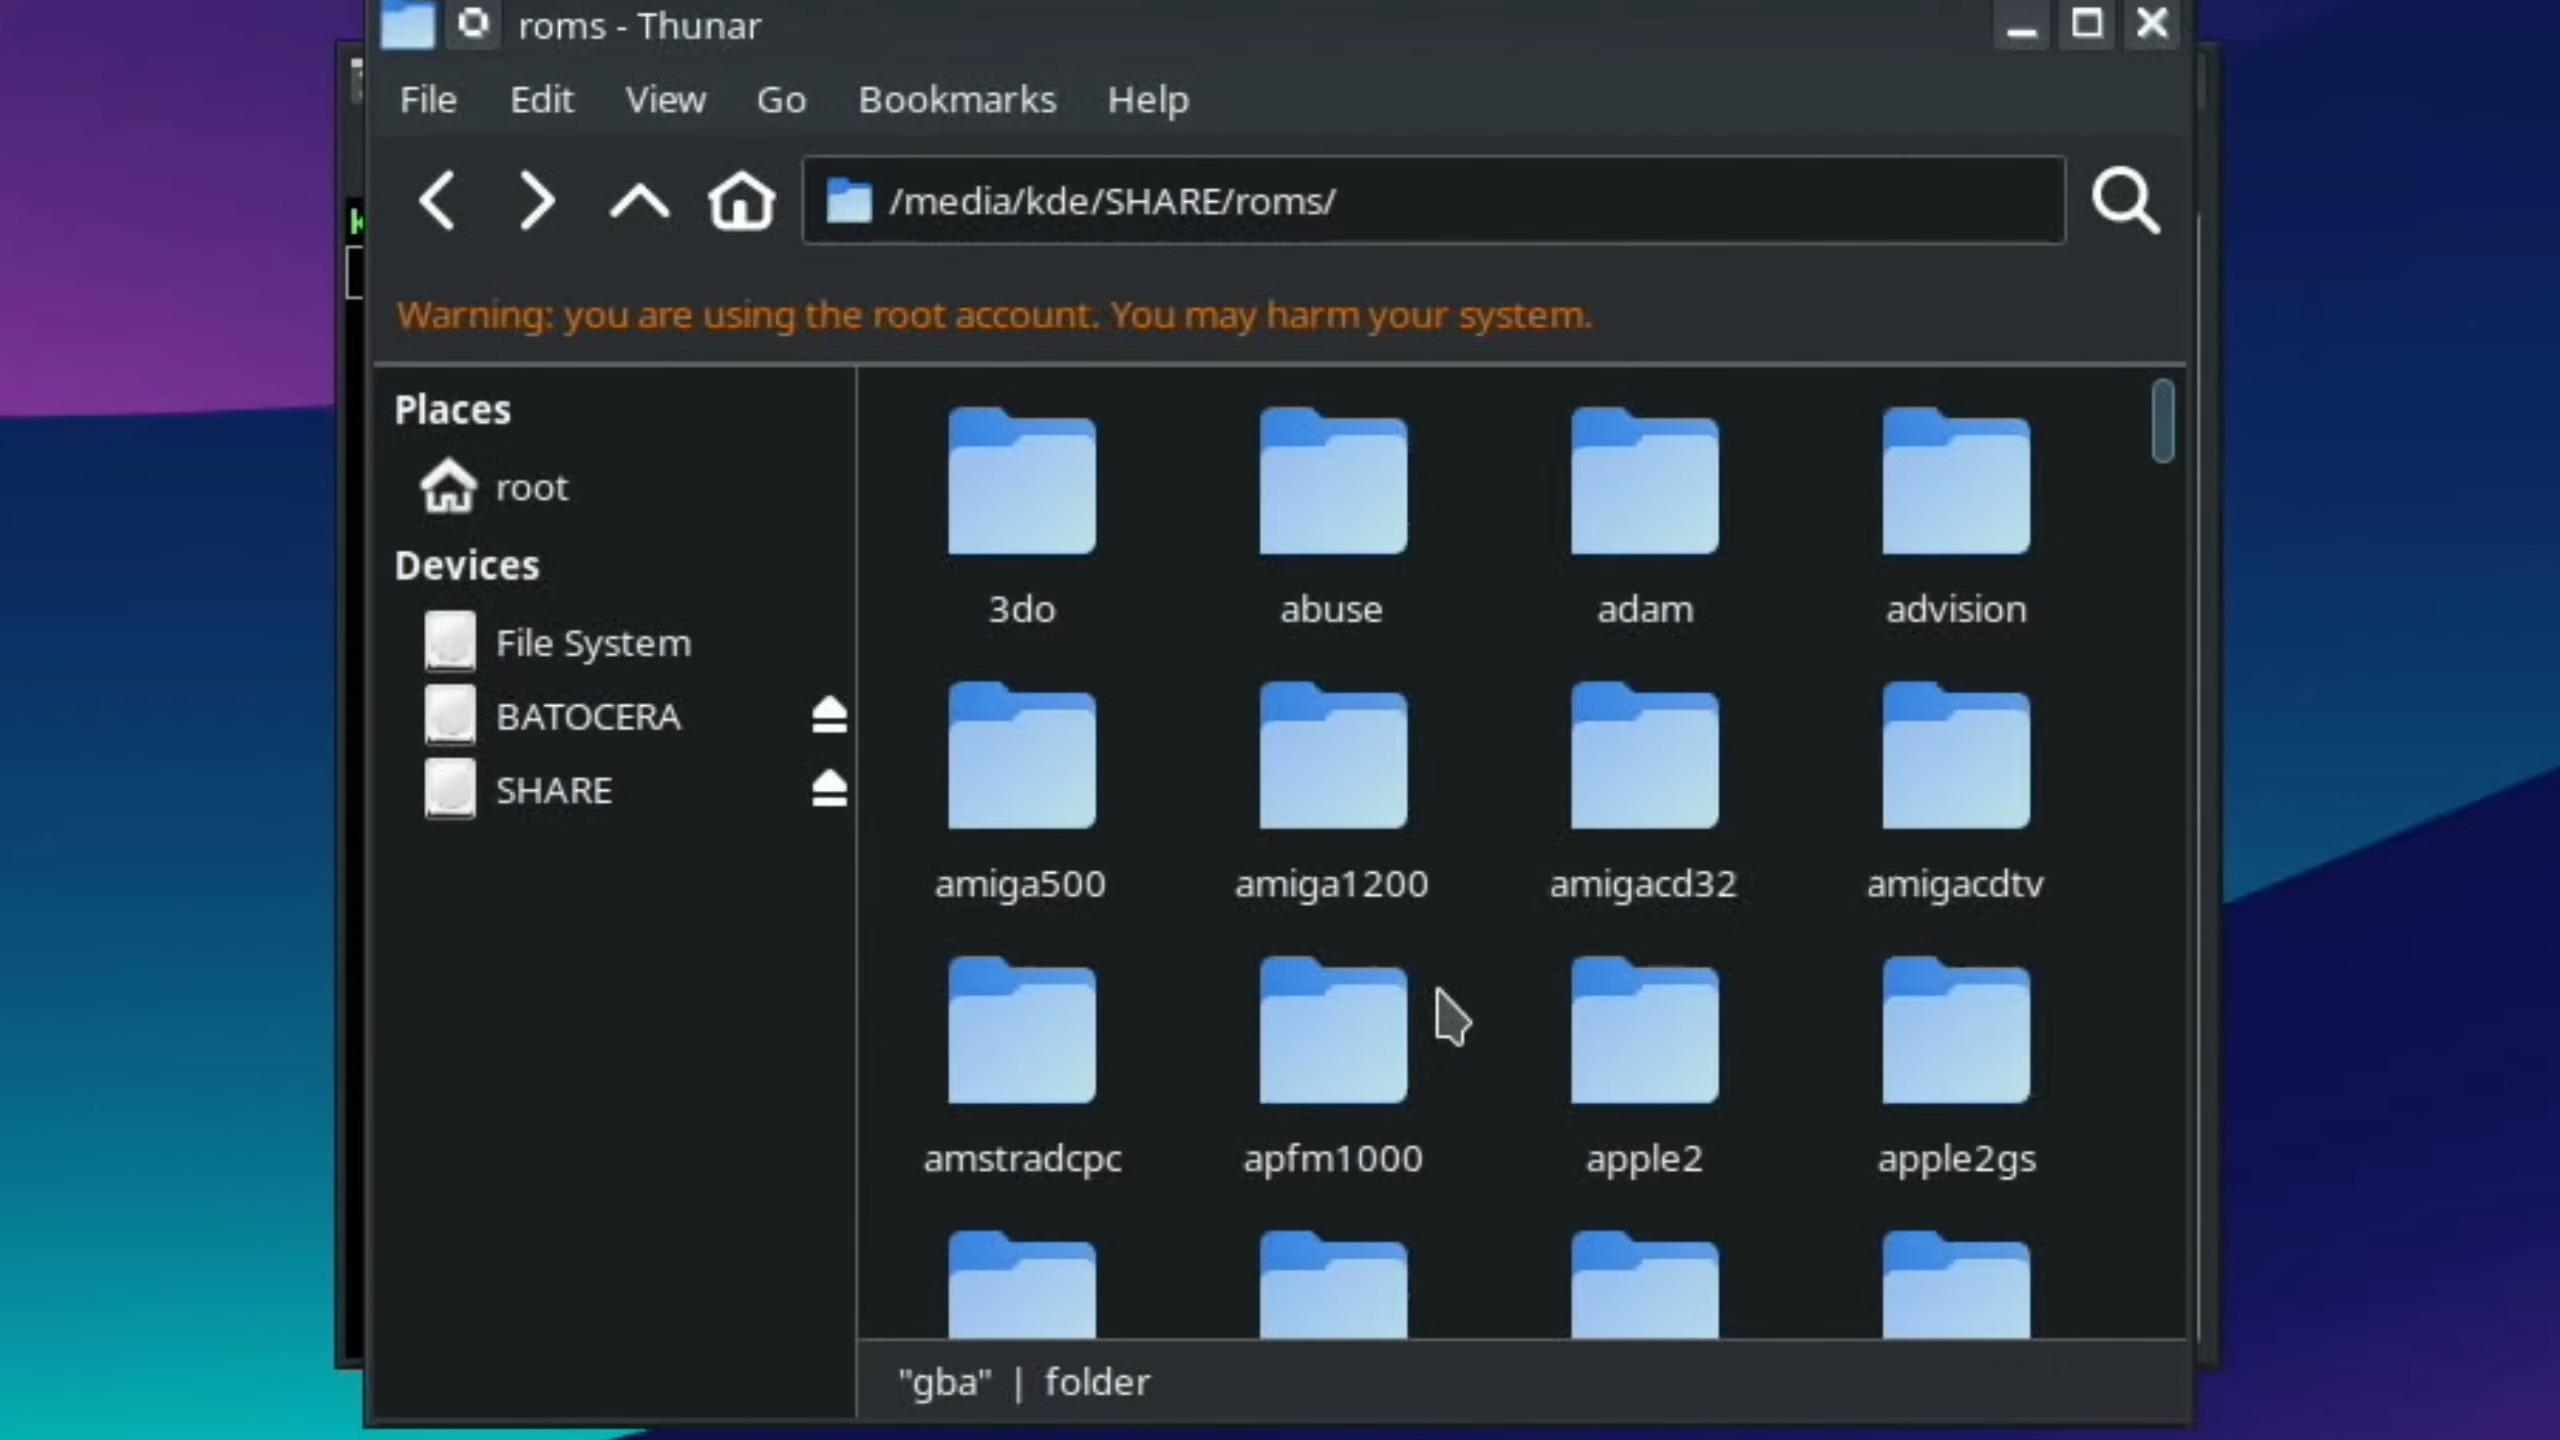 roms - Thunar
File Edit View Go Bookmarks Help
/media/kde/SHARE/roms/
Warning: you are using the root account. You may harm your system.
Places
root
Devices
File System
BATOCERA
SHARE
3do abuse adam advision
amiga500 amiga1200 amigacd32 amigacdtv
amstradcpc apfm1000 apple2 apple2gs
"gba" | folder